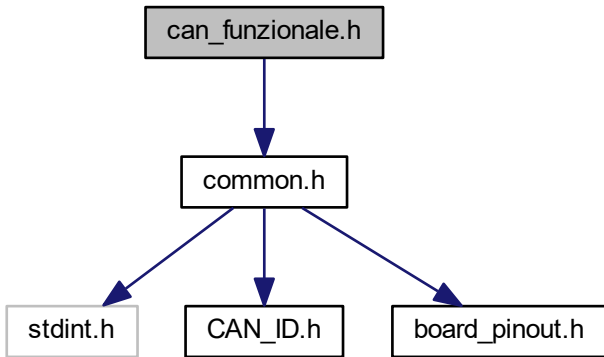 can_funzionale.h
common.h
stdint.h
CAN_ID.h
board_pinout.h